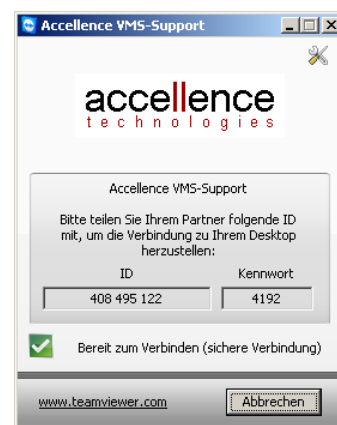 Accellence VMS-Support
accellence
technologies
Accellence VMS-Support
Bitte teilen Sie Ihrem Partner folgende ID
mit, um die Verbindung zu Ihrem Desktop
herzustellen:
ID Kennwort
408 495 122 4192
Bereit zum Verbinden (sichere Verbindung)
www.teamviewer.com Abbrechen